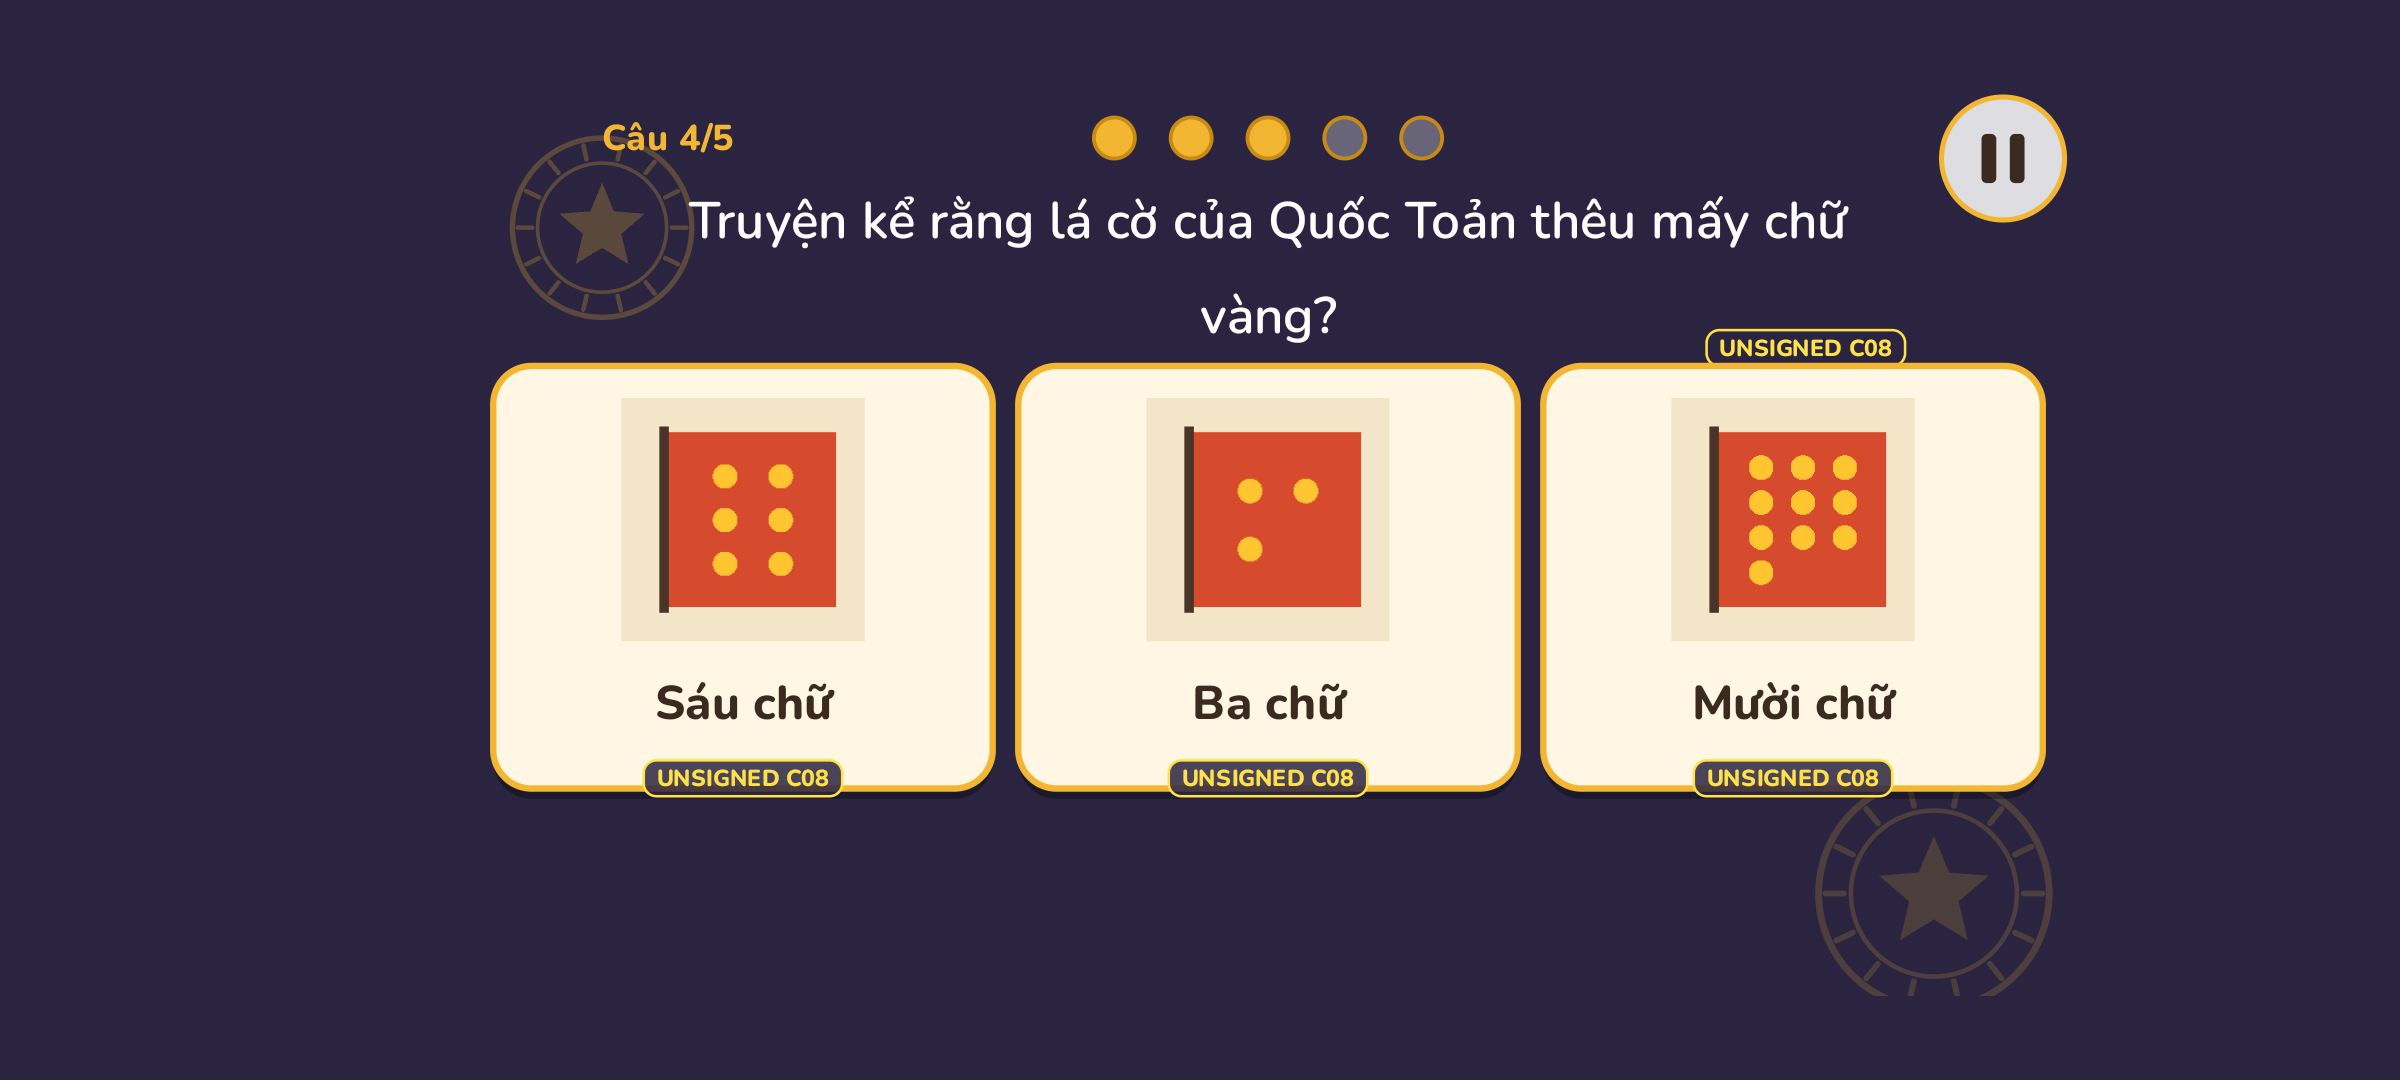 Câu 4/5
Truyện kể rằng lá cờ của Quốc Toản thêu mấy chữ
vàng?
UNSIGNED C08
Sáu chữ
Ba chữ
Mười chữ
UNSIGNED C08
UNSIGNED C08
UNSIGNED C08